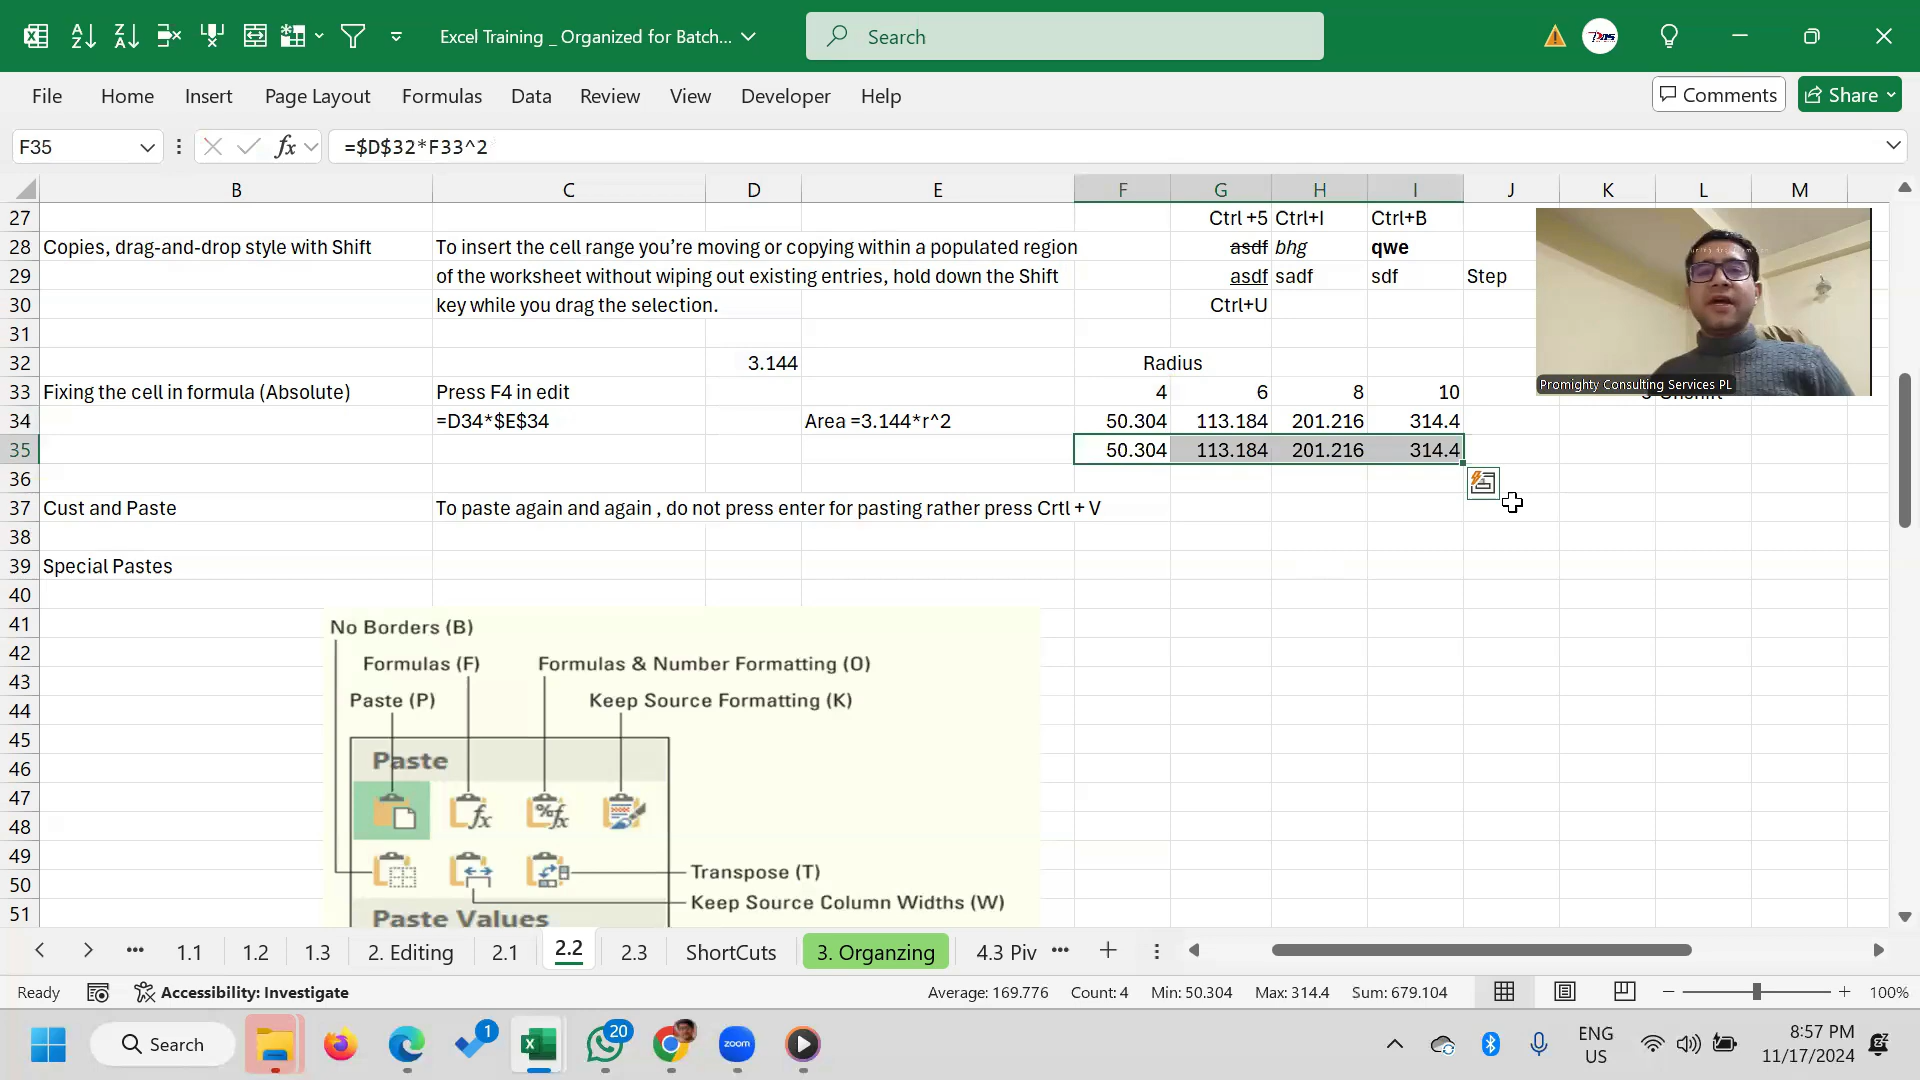 Excel Training _ Organized for Batch...
Search
File Home Insert Page Layout Formulas Data Developer Review View Developer Help
Comments
Share
F35
fx
=$D$32*F33^2
B C D E F G H I J K L M
27 Ctrl +5 Ctrl+I Ctrl+B
28 Copies, drag-and-drop style with Shift To insert the cell range you’re moving or copying within a populated region asdf bhg qwe
29 of the worksheet without wiping out existing entries, hold down the Shift asdf sadf sdf Step
30 key while you drag the selection. Ctrl+U
31
32 3.144 Radius
33 Fixing the cell in formula (Absolute) Press F4 in edit 4 6 8 10
34 =D34*$E$34 Area =3.144*r^2 50.304 113.184 201.216 314.4
35 50.304 113.184 201.216 314.4
36
37 Cust and Paste To paste again and again , do not press enter for pasting rather press Crtl + V
38
39 Special Pastes
40
41
42
43
44
45
46
47
48
49
50
51
Promighty Consulting Services PL
No Borders (B)
Formulas (F) Formulas & Number Formatting (O)
Paste (P) Keep Source Formatting (K)
Paste
Transpose (T)
Keep Source Column Widths (W)
Paste Values
1.1 1.2 1.3 2. Editing 2.1 2.2 2.3 ShortCuts 3. Organzing 4.3 Piv
Ready Accessibility: Investigate Average: 169.776 Count: 4 Min: 50.304 Max: 314.4 Sum: 679.104 100%
Search
1
20
zoom
ENG
US
8:57 PM
11/17/2024